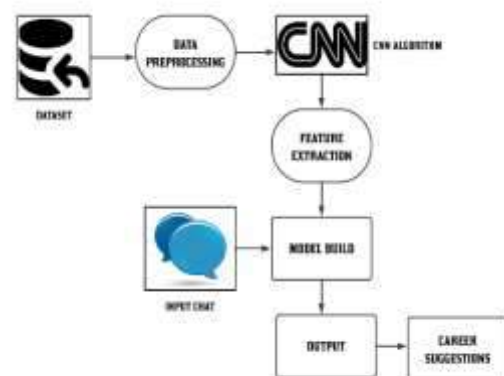 DATA
PREPROCESSING
CNN
CNN ALGORITHM
DATASET
FEATURE
EXTRACTION
MODEL BUILD
INPUT CHAT
OUTPUT
CAREER
SUGGESTIONS